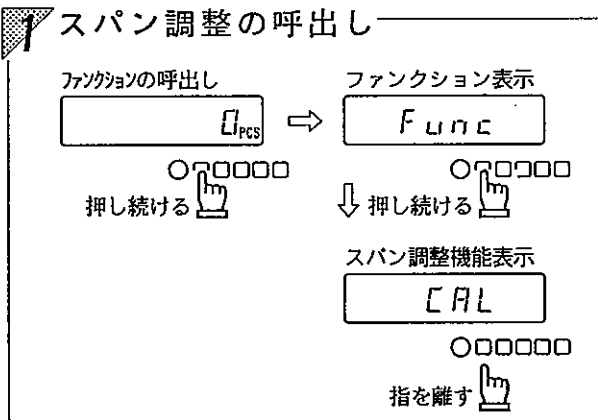 1 スパン調整の呼出し
ファンクションの呼出し
0PCS
押し続ける
ファンクション表示
Func
押し続ける
スパン調整機能表示
CAL
指を離す